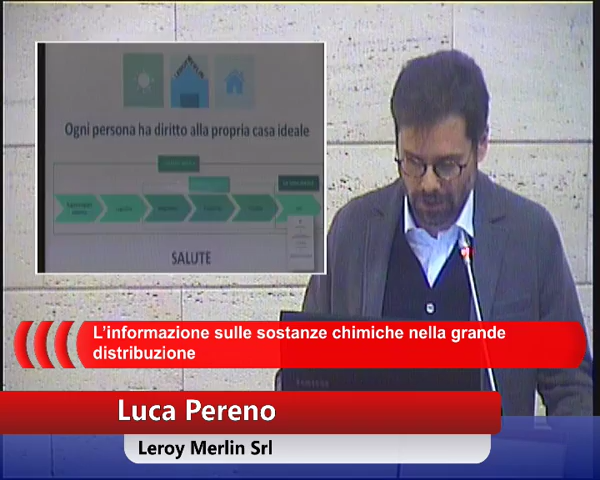 Ogni persona ha diritto alla propria casa ideale
SALUTE
L'informazione sulle sostanze chimiche nella grande
distribuzione
Luca Pereno
Leroy Merlin Srl